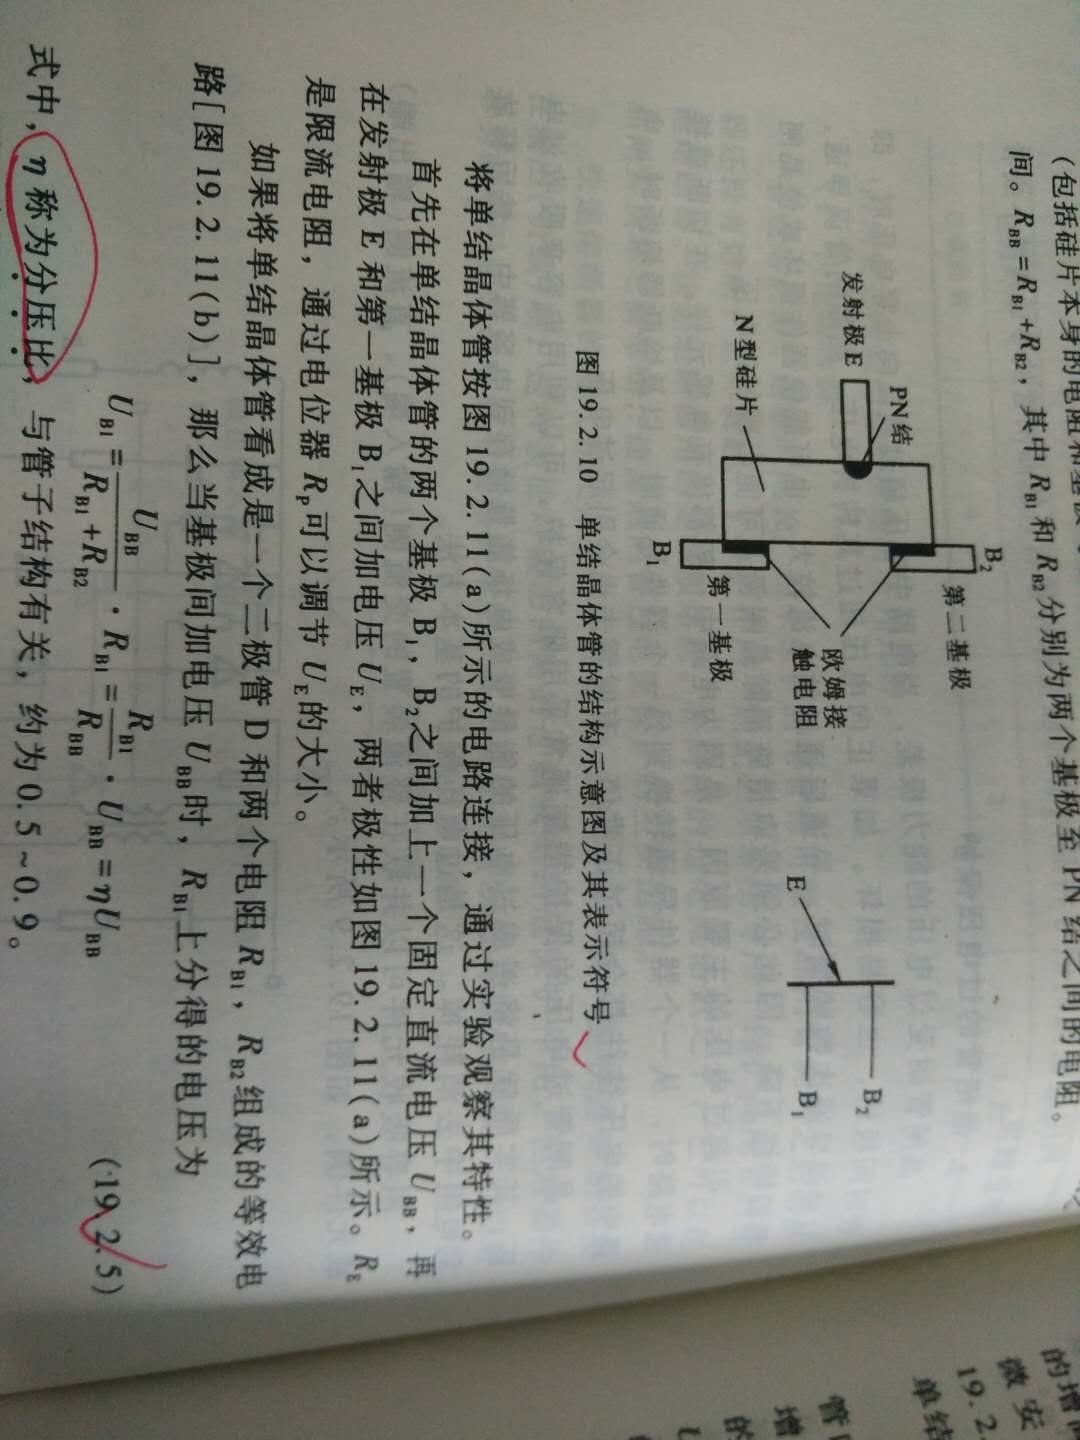 (包括硅片本身的电阻和基极
间。R_BB=R_B1+R_B2，其中 R_B1 和 R_B2 分别为两个基极至 PN 结之间的电阻。
B₂
第二基极
PN结
发射极E
欧姆接
触电阻
N型硅片
第一基极
B₁
E
B₂
B₁
图 19.2.10 单结晶体管的结构示意图及其表示符号
将单结晶体管按图 19.2.11(a)所示的电路连接，通过实验观察其特性。
首先在单结晶体管的两个基极 B₁，B₂之间加上一个固定直流电压 U_BB，再
在发射极 E 和第一基极 B₁之间加电压 U_E，两者极性如图 19.2.11(a)所示。R_E
是限流电阻，通过电位器 R_P可以调节 U_E的大小。
如果将单结晶体管看成是一个二极管 D 和两个电阻 R_B1，R_B2组成的等效电
路[图 19.2.11(b)]，那么当基极间加电压 U_BB时，R_B1上分得的电压为
U_B1=U_BB/(R_B1+R_B2)·R_B1=R_B1/R_BB·U_BB=ηU_BB (19.2.5)
式中，η称为分压比，与管子结构有关，约为0.5~0.9。
的增
微安
19.2.
单结
管
增
的